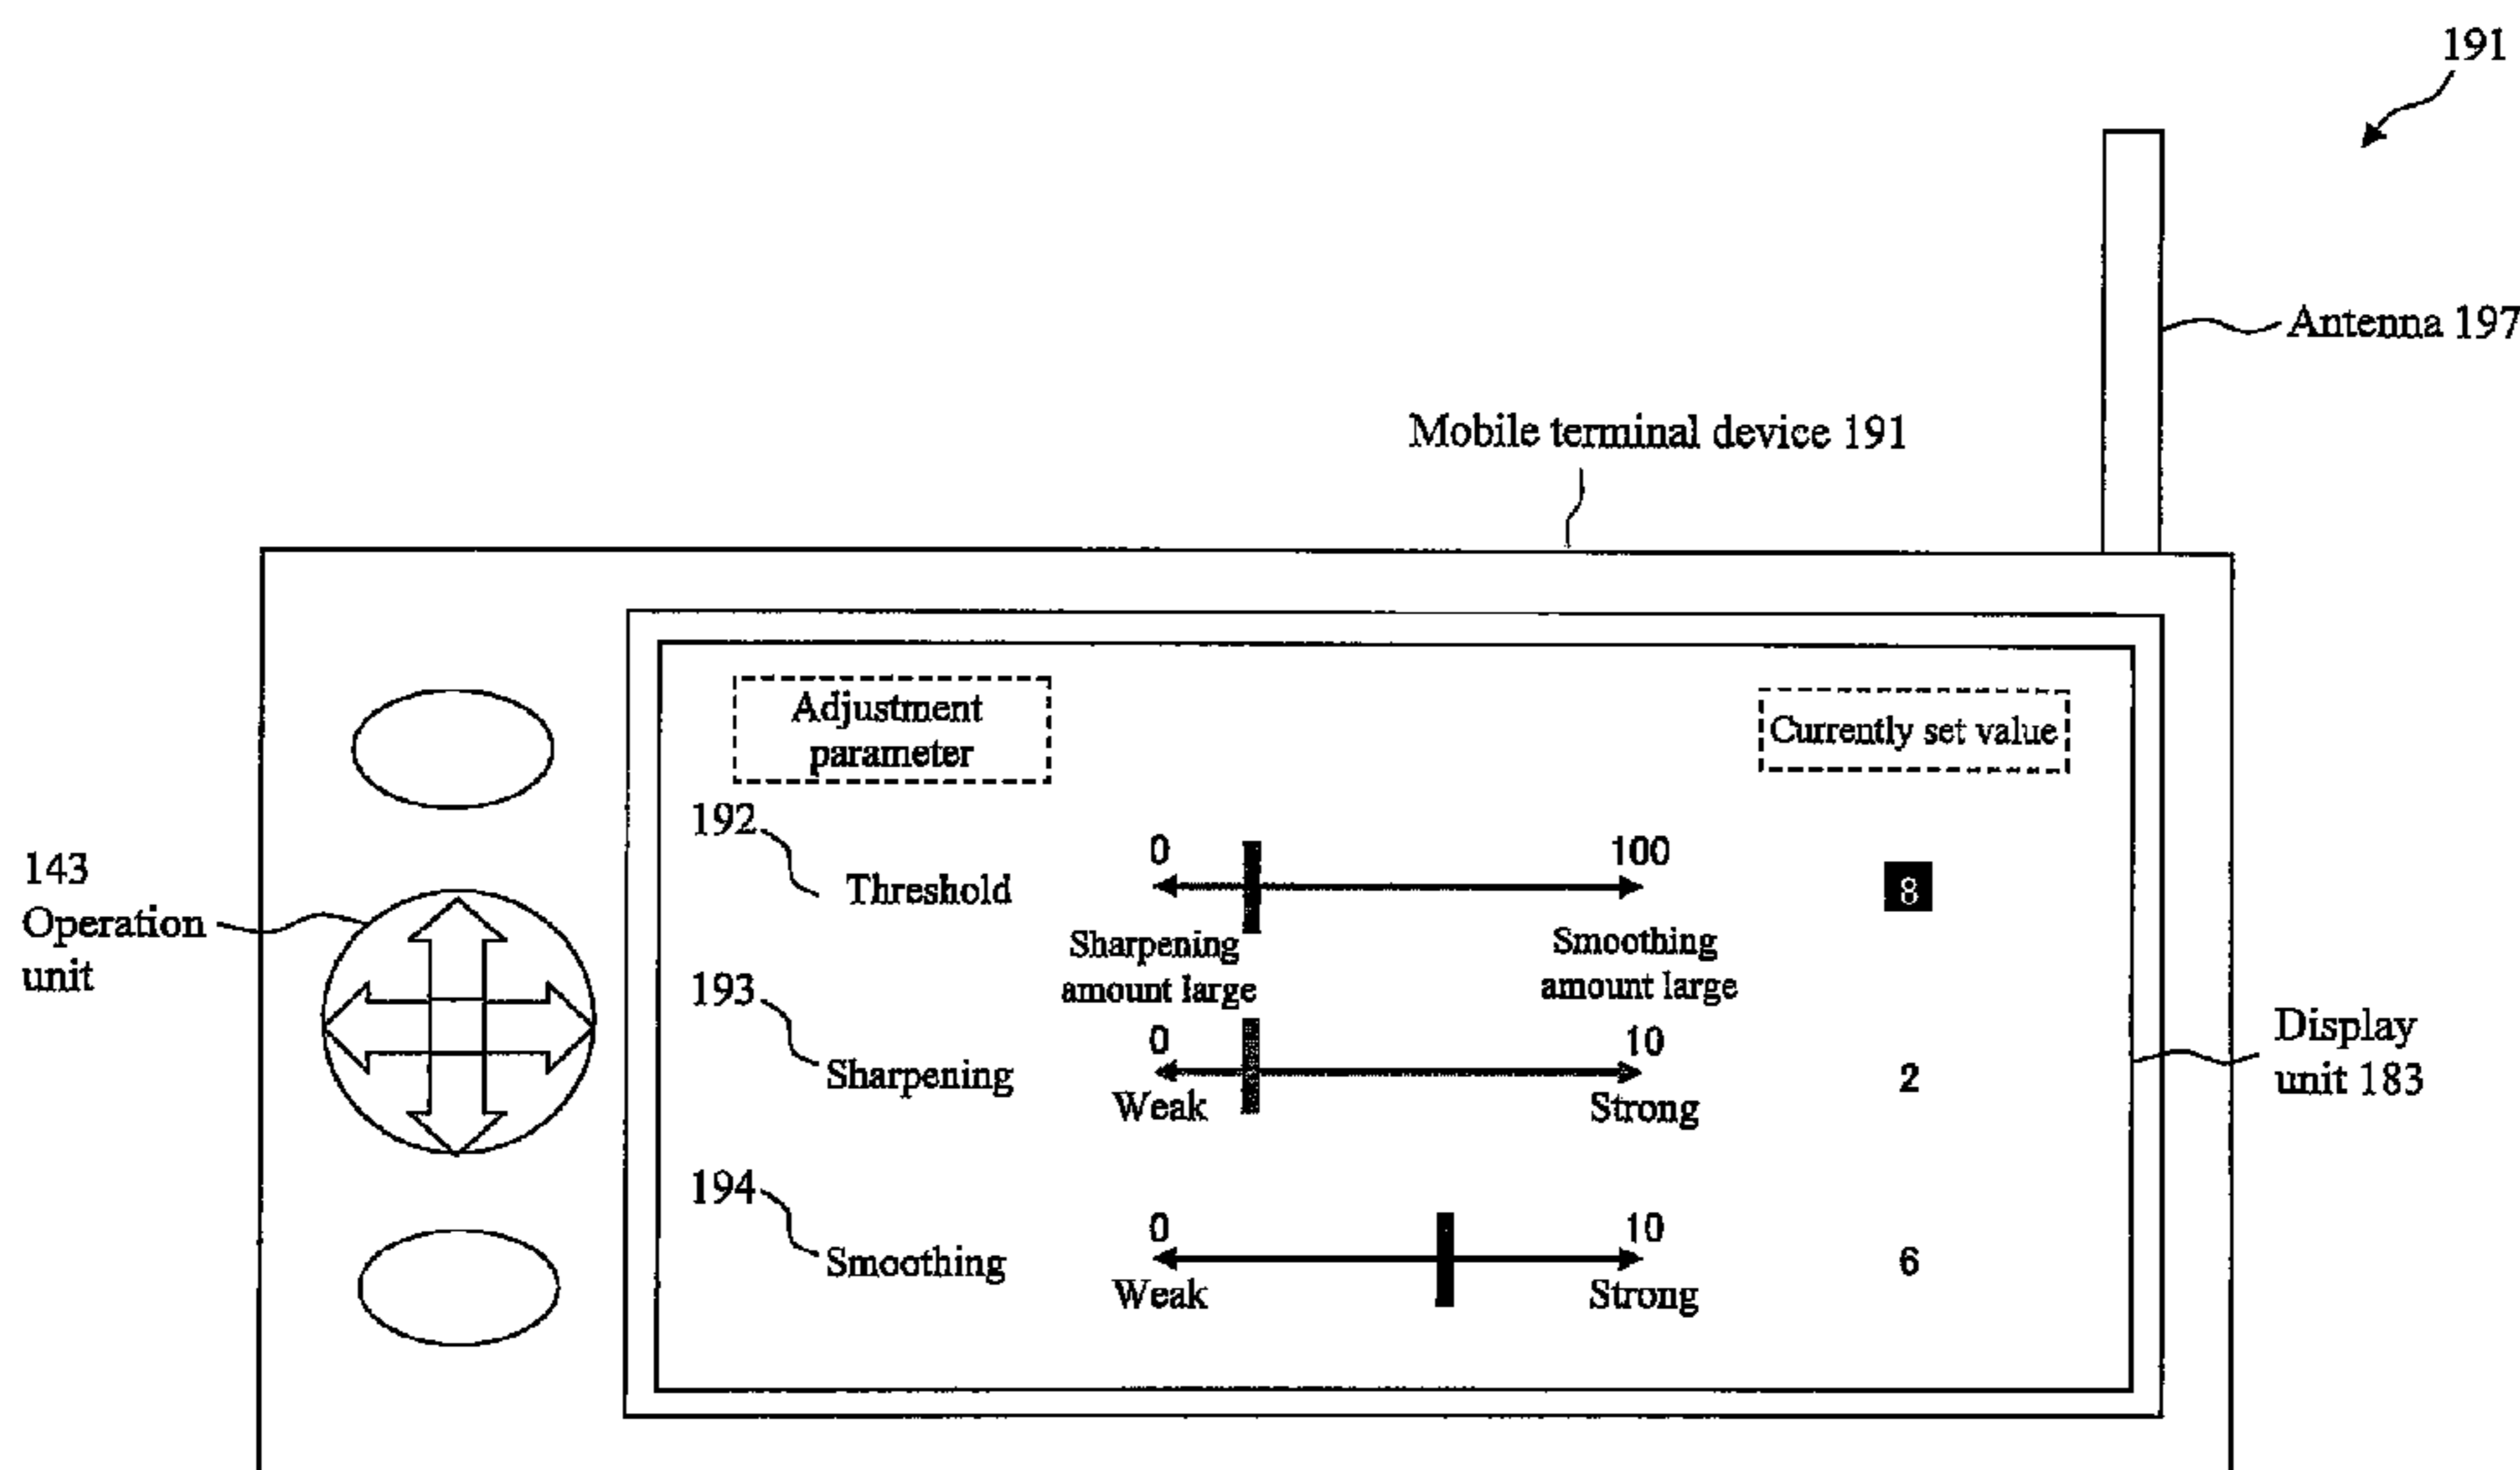 191
Antenna 197
Mobile terminal device 191
Adjustment
parameter
Currently set value
192
Threshold
0
100
8
Sharpening
amount large
Smoothing
amount large
143
Operation
unit
193
Sharpening
0
10
Weak
Strong
2
Display
unit 183
194
Smoothing
0
10
Weak
Strong
6